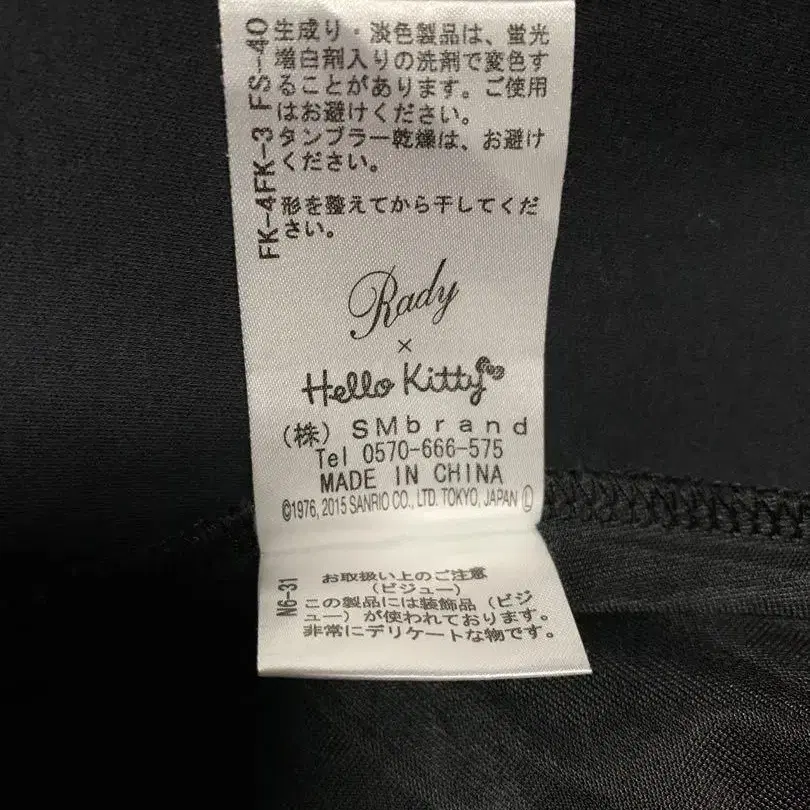 FS-40
FK-3
FK-4
生成り・淡色製品は、蛍光
増白剤入りの洗剤で変色す
ることがあります。ご使用
はお避けください。
タンブラー乾燥は、お避け
ください。
形を整えてから干してくだ
さい。
Rady
×
Hello Kitty
(株) SMbrand
Tel 0570-666-575
MADE IN CHINA
©1976, 2015 SANRIO CO., LTD. TOKYO, JAPAN Ⓛ
N6-31
お取扱い上のご注意
(ビジュー)
この製品には装飾品 (ビジ
ュー) が使われております。
非常にデリケートな物です。